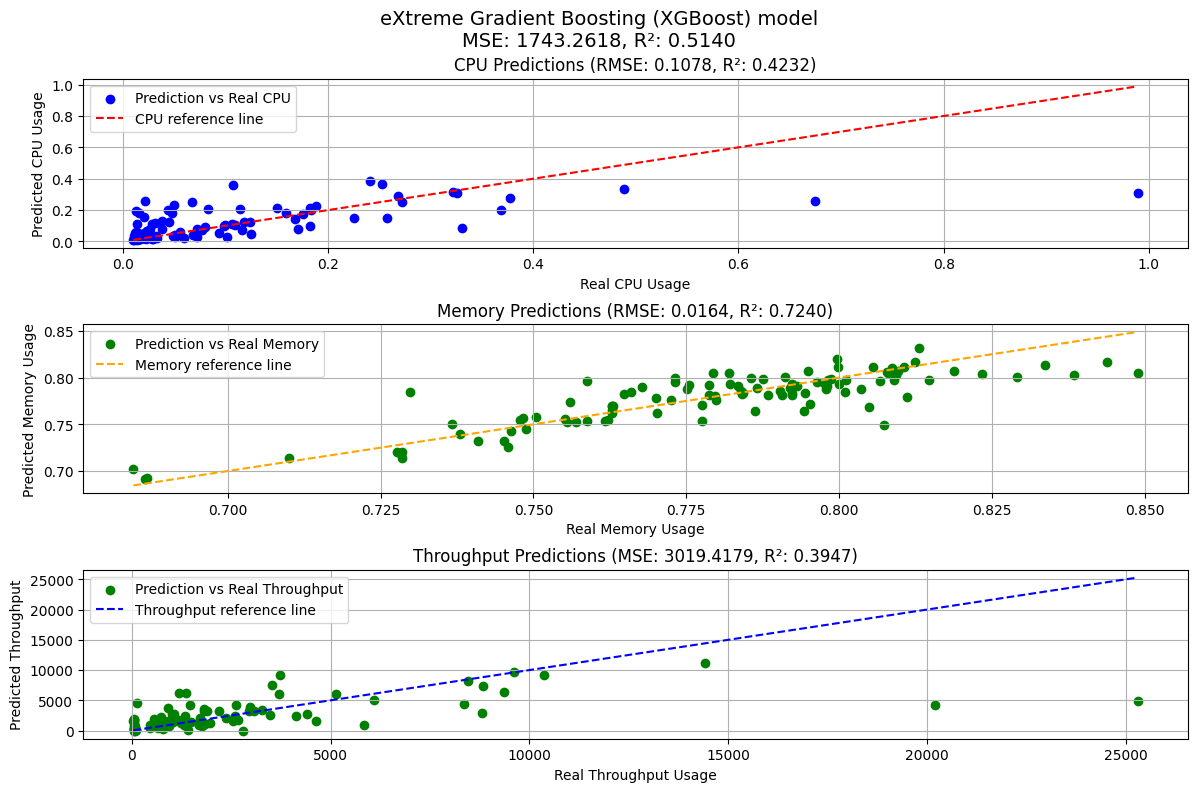 eXtreme Gradient Boosting (XGBoost) model
MSE: 1743.2618, R²: 0.5140
CPU Predictions (RMSE: 0.1078, R²: 0.4232)
Predicted CPU Usage
1.0
0.8
0.6
0.4
0.2
0.0
Prediction vs Real CPU
CPU reference line
0.0 0.2 0.4 0.6 0.8 1.0
Real CPU Usage
Memory Predictions (RMSE: 0.0164, R²: 0.7240)
Predicted Memory Usage
0.85
0.80
0.75
0.70
Prediction vs Real Memory
Memory reference line
0.700 0.725 0.750 0.775 0.800 0.825 0.850
Real Memory Usage
Throughput Predictions (MSE: 3019.4179, R²: 0.3947)
Predicted Throughput
25000
20000
15000
10000
5000
0
Prediction vs Real Throughput
Throughput reference line
0 5000 10000 15000 20000 25000
Real Throughput Usage